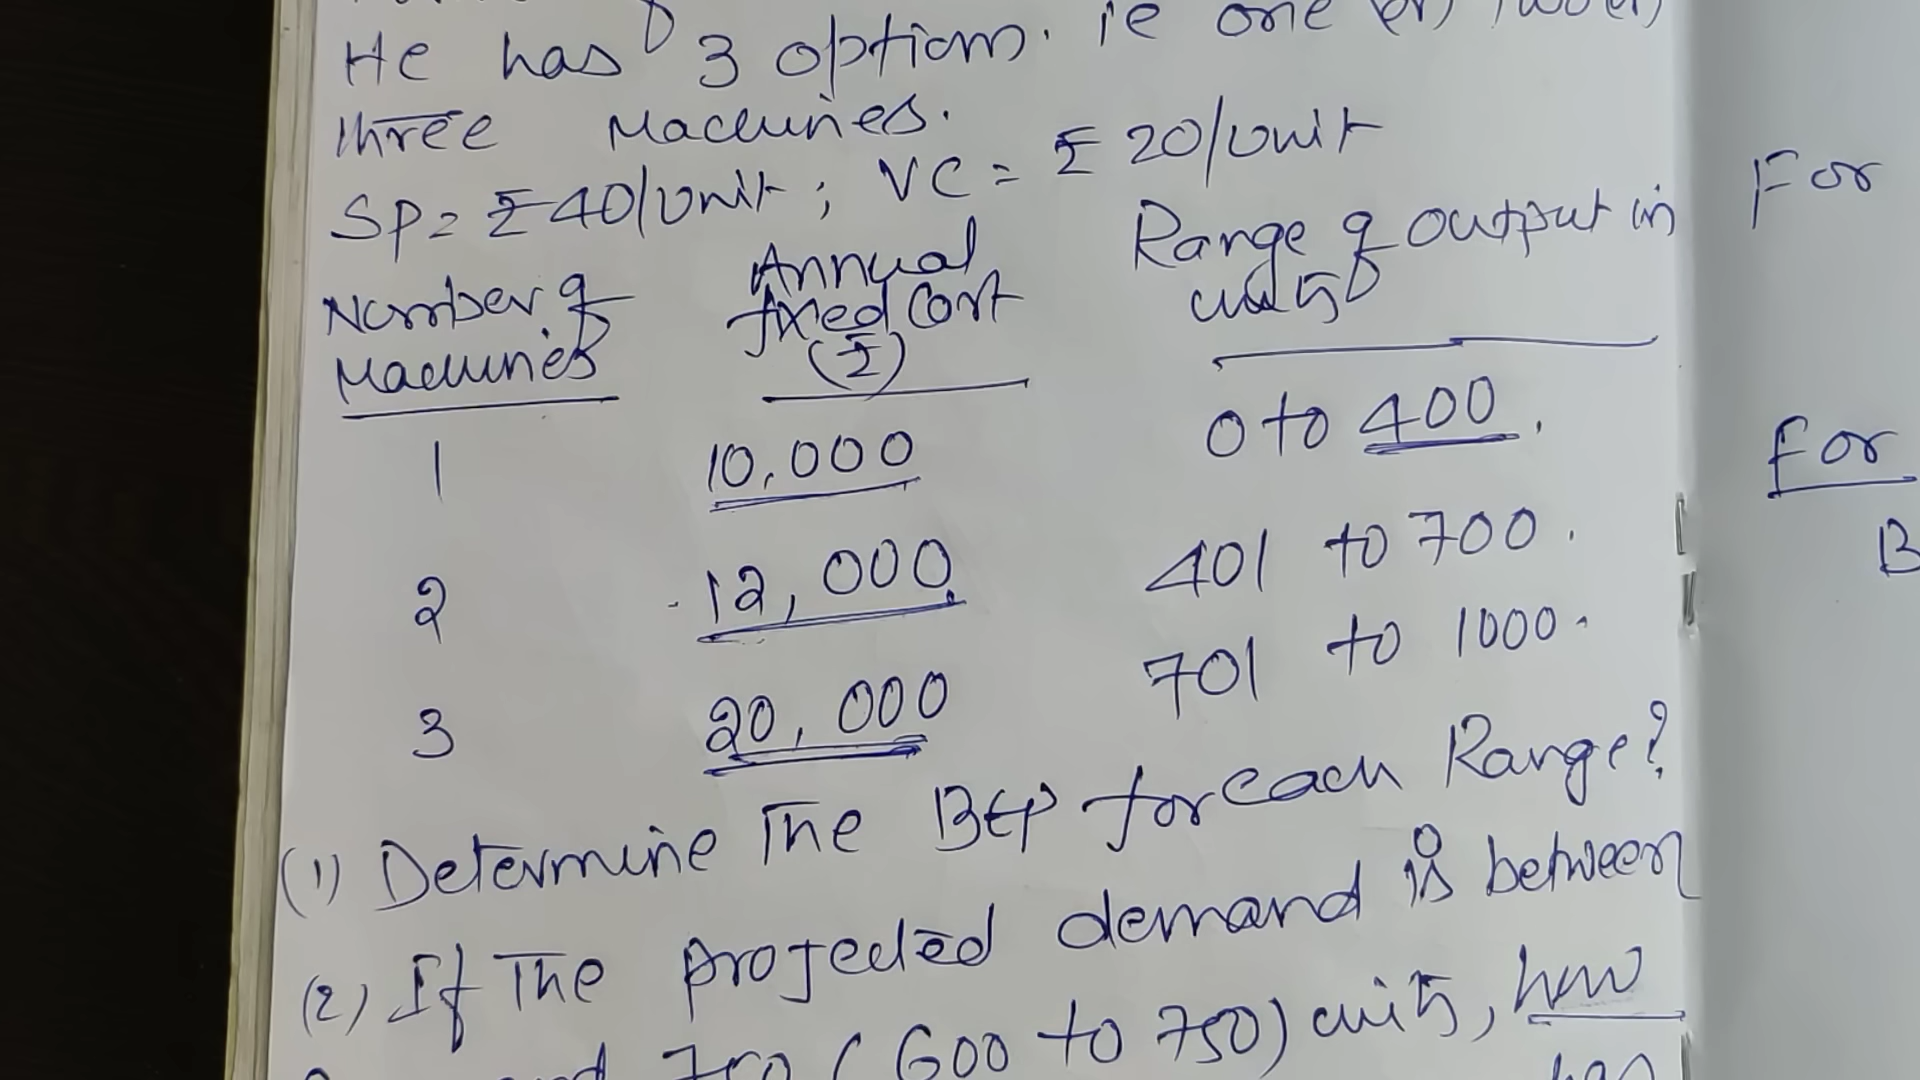 He has 3 options. ie one (or) two (or)
three Machines.
SP = ₹ 40/unit ; VC = ₹ 20/unit
Number of Machines Annual fixed Cost (₹) Range of output in units
1 10,000 0 to 400.
2 12,000 401 to 700.
3 20,000 701 to 1000.
(1) Determine The BEP for each Range?
(2) If The projected demand is between
(600 to 750) units, how
For
For
B